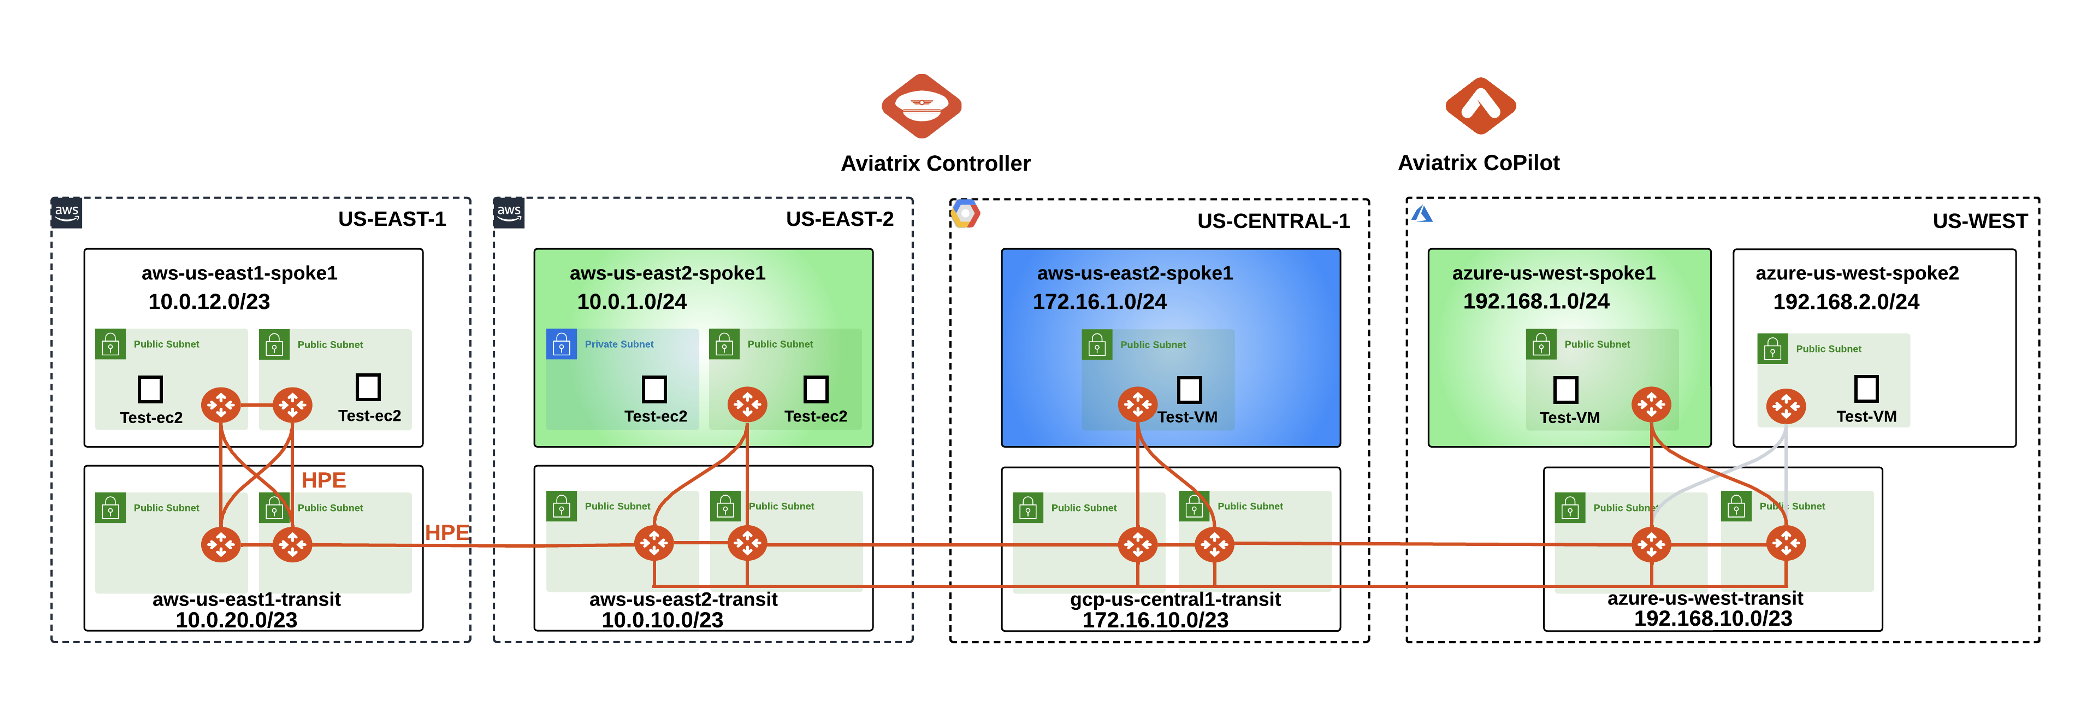 Aviatrix Controller
Aviatrix CoPilot
aws
US-EAST-1
aws-us-east1-spoke1
10.0.12.0/23
Public Subnet
Public Subnet
Test-ec2
Test-ec2
HPE
Public Subnet
Public Subnet
HPE
aws-us-east1-transit
10.0.20.0/23
aws
US-EAST-2
aws-us-east2-spoke1
10.0.1.0/24
Private Subnet
Public Subnet
Test-ec2
Test-ec2
Public Subnet
Public Subnet
aws-us-east2-transit
10.0.10.0/23
US-CENTRAL-1
aws-us-east2-spoke1
172.16.1.0/24
Public Subnet
Test-VM
Public Subnet
Public Subnet
gcp-us-central1-transit
172.16.10.0/23
US-WEST
azure-us-west-spoke1
192.168.1.0/24
Public Subnet
Test-VM
azure-us-west-spoke2
192.168.2.0/24
Public Subnet
Test-VM
Public Subnet
Public Subnet
azure-us-west-transit
192.168.10.0/23